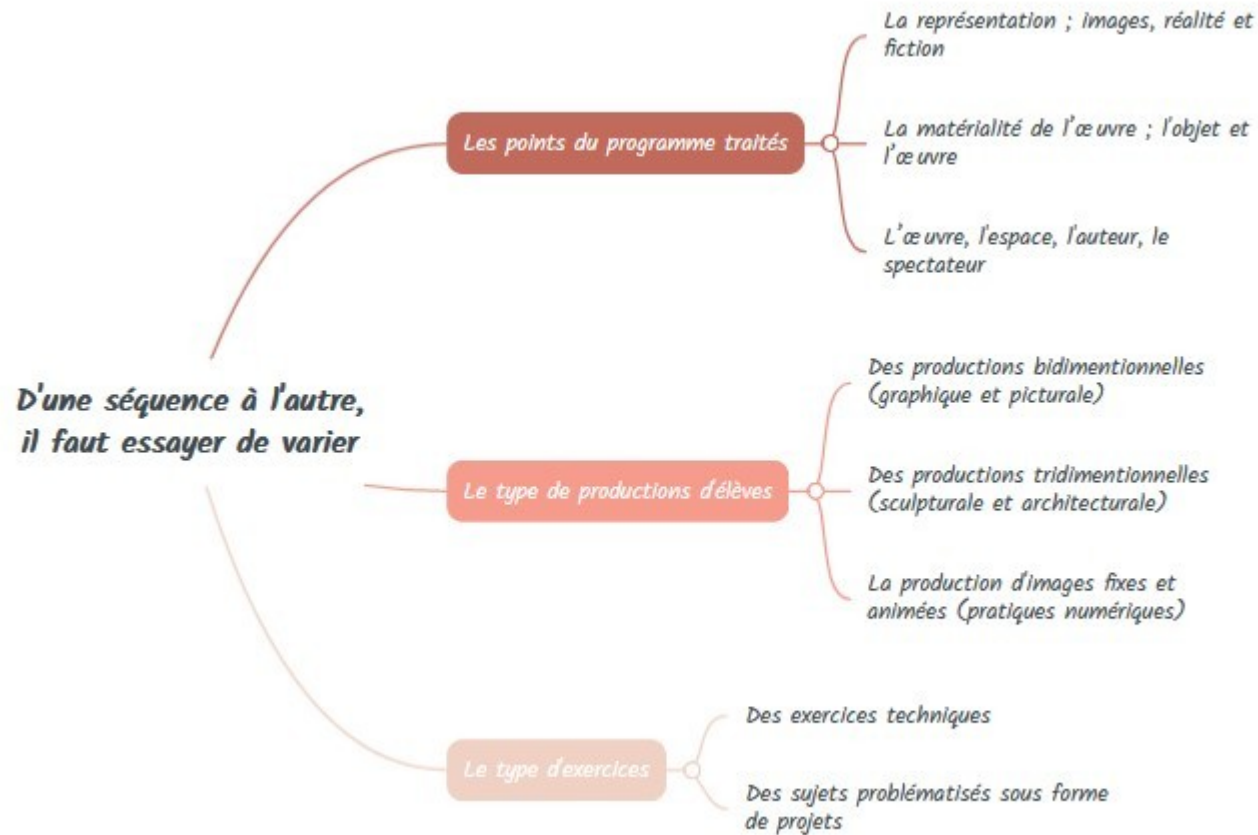 D'une séquence à l'autre,
il faut essayer de varier
Les points du programme traités
La représentation ; images, réalité et
fiction
La matérialité de l'œuvre ; l'objet et
l'œuvre
L'œuvre, l'espace, l'auteur, le
spectateur
Le type de productions d'élèves
Des productions bidimentionnelles
(graphique et picturale)
Des productions tridimentionnelles
(sculpturale et architecturale)
La production d'images fixes et
animées (pratiques numériques)
Le type d'exercices
Des exercices techniques
Des sujets problématisés sous forme
de projets